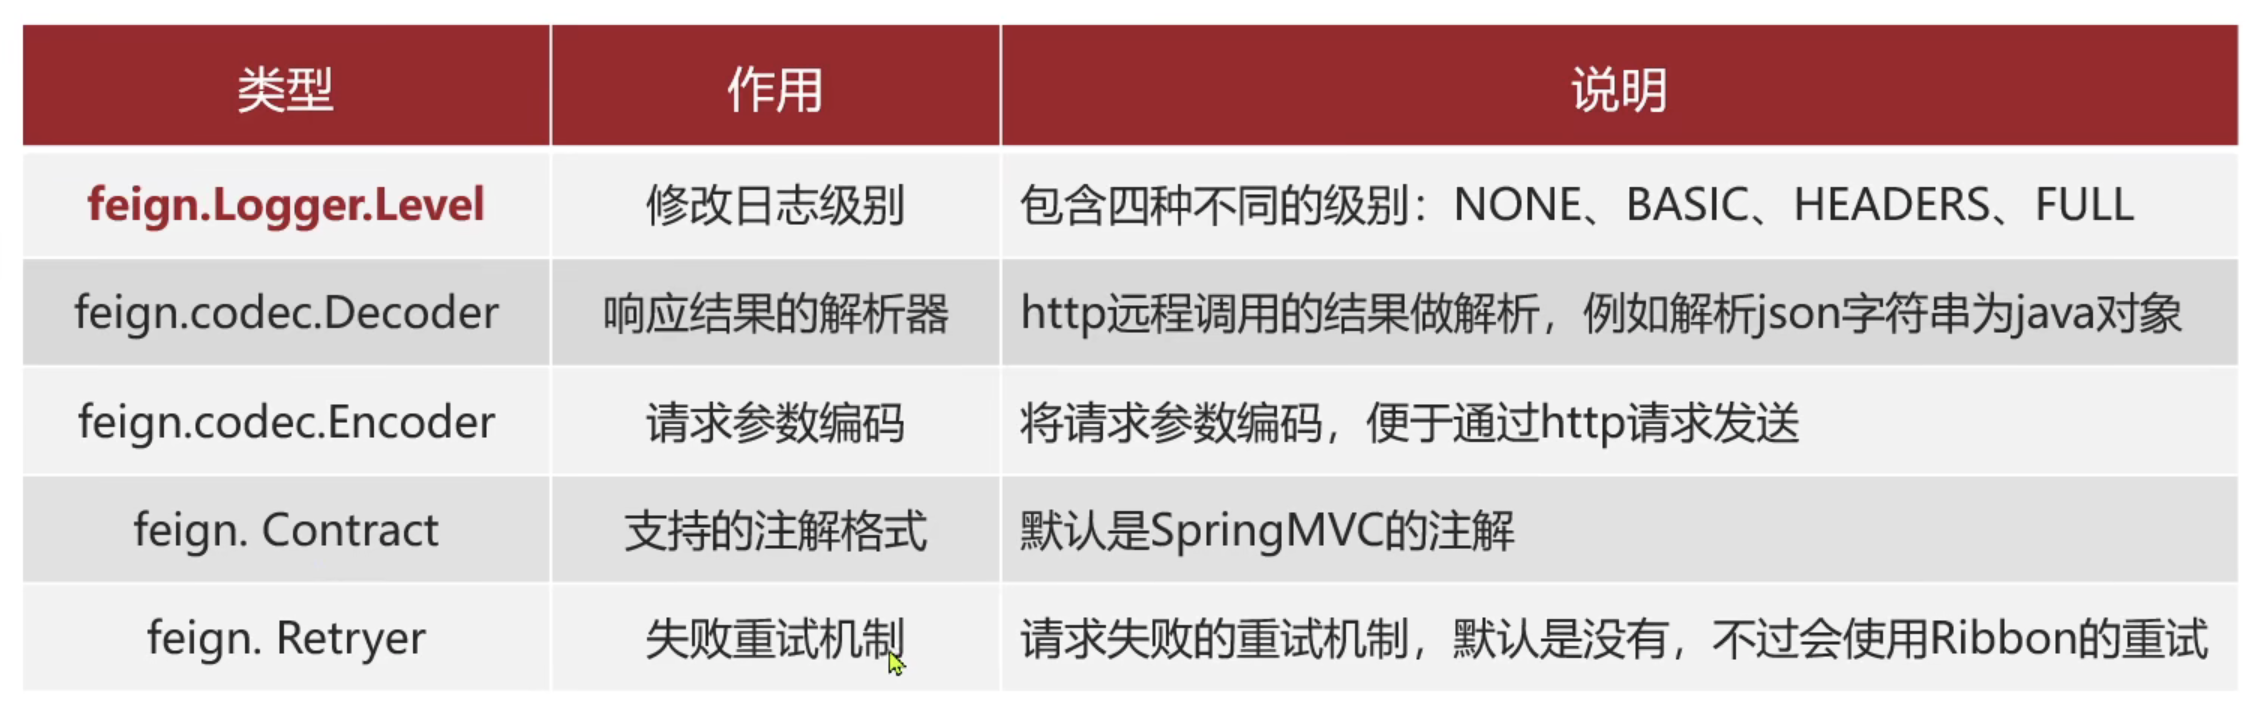 类型 作用 说明
feign.Logger.Level 修改日志级别 包含四种不同的级别：NONE、BASIC、HEADERS、FULL
feign.codec.Decoder 响应结果的解析器 http远程调用的结果做解析，例如解析json字符串为java对象
feign.codec.Encoder 请求参数编码 将请求参数编码，便于通过http请求发送
feign. Contract 支持的注解格式 默认是SpringMVC的注解
feign. Retryer 失败重试机制 请求失败的重试机制，默认是没有，不过会使用Ribbon的重试